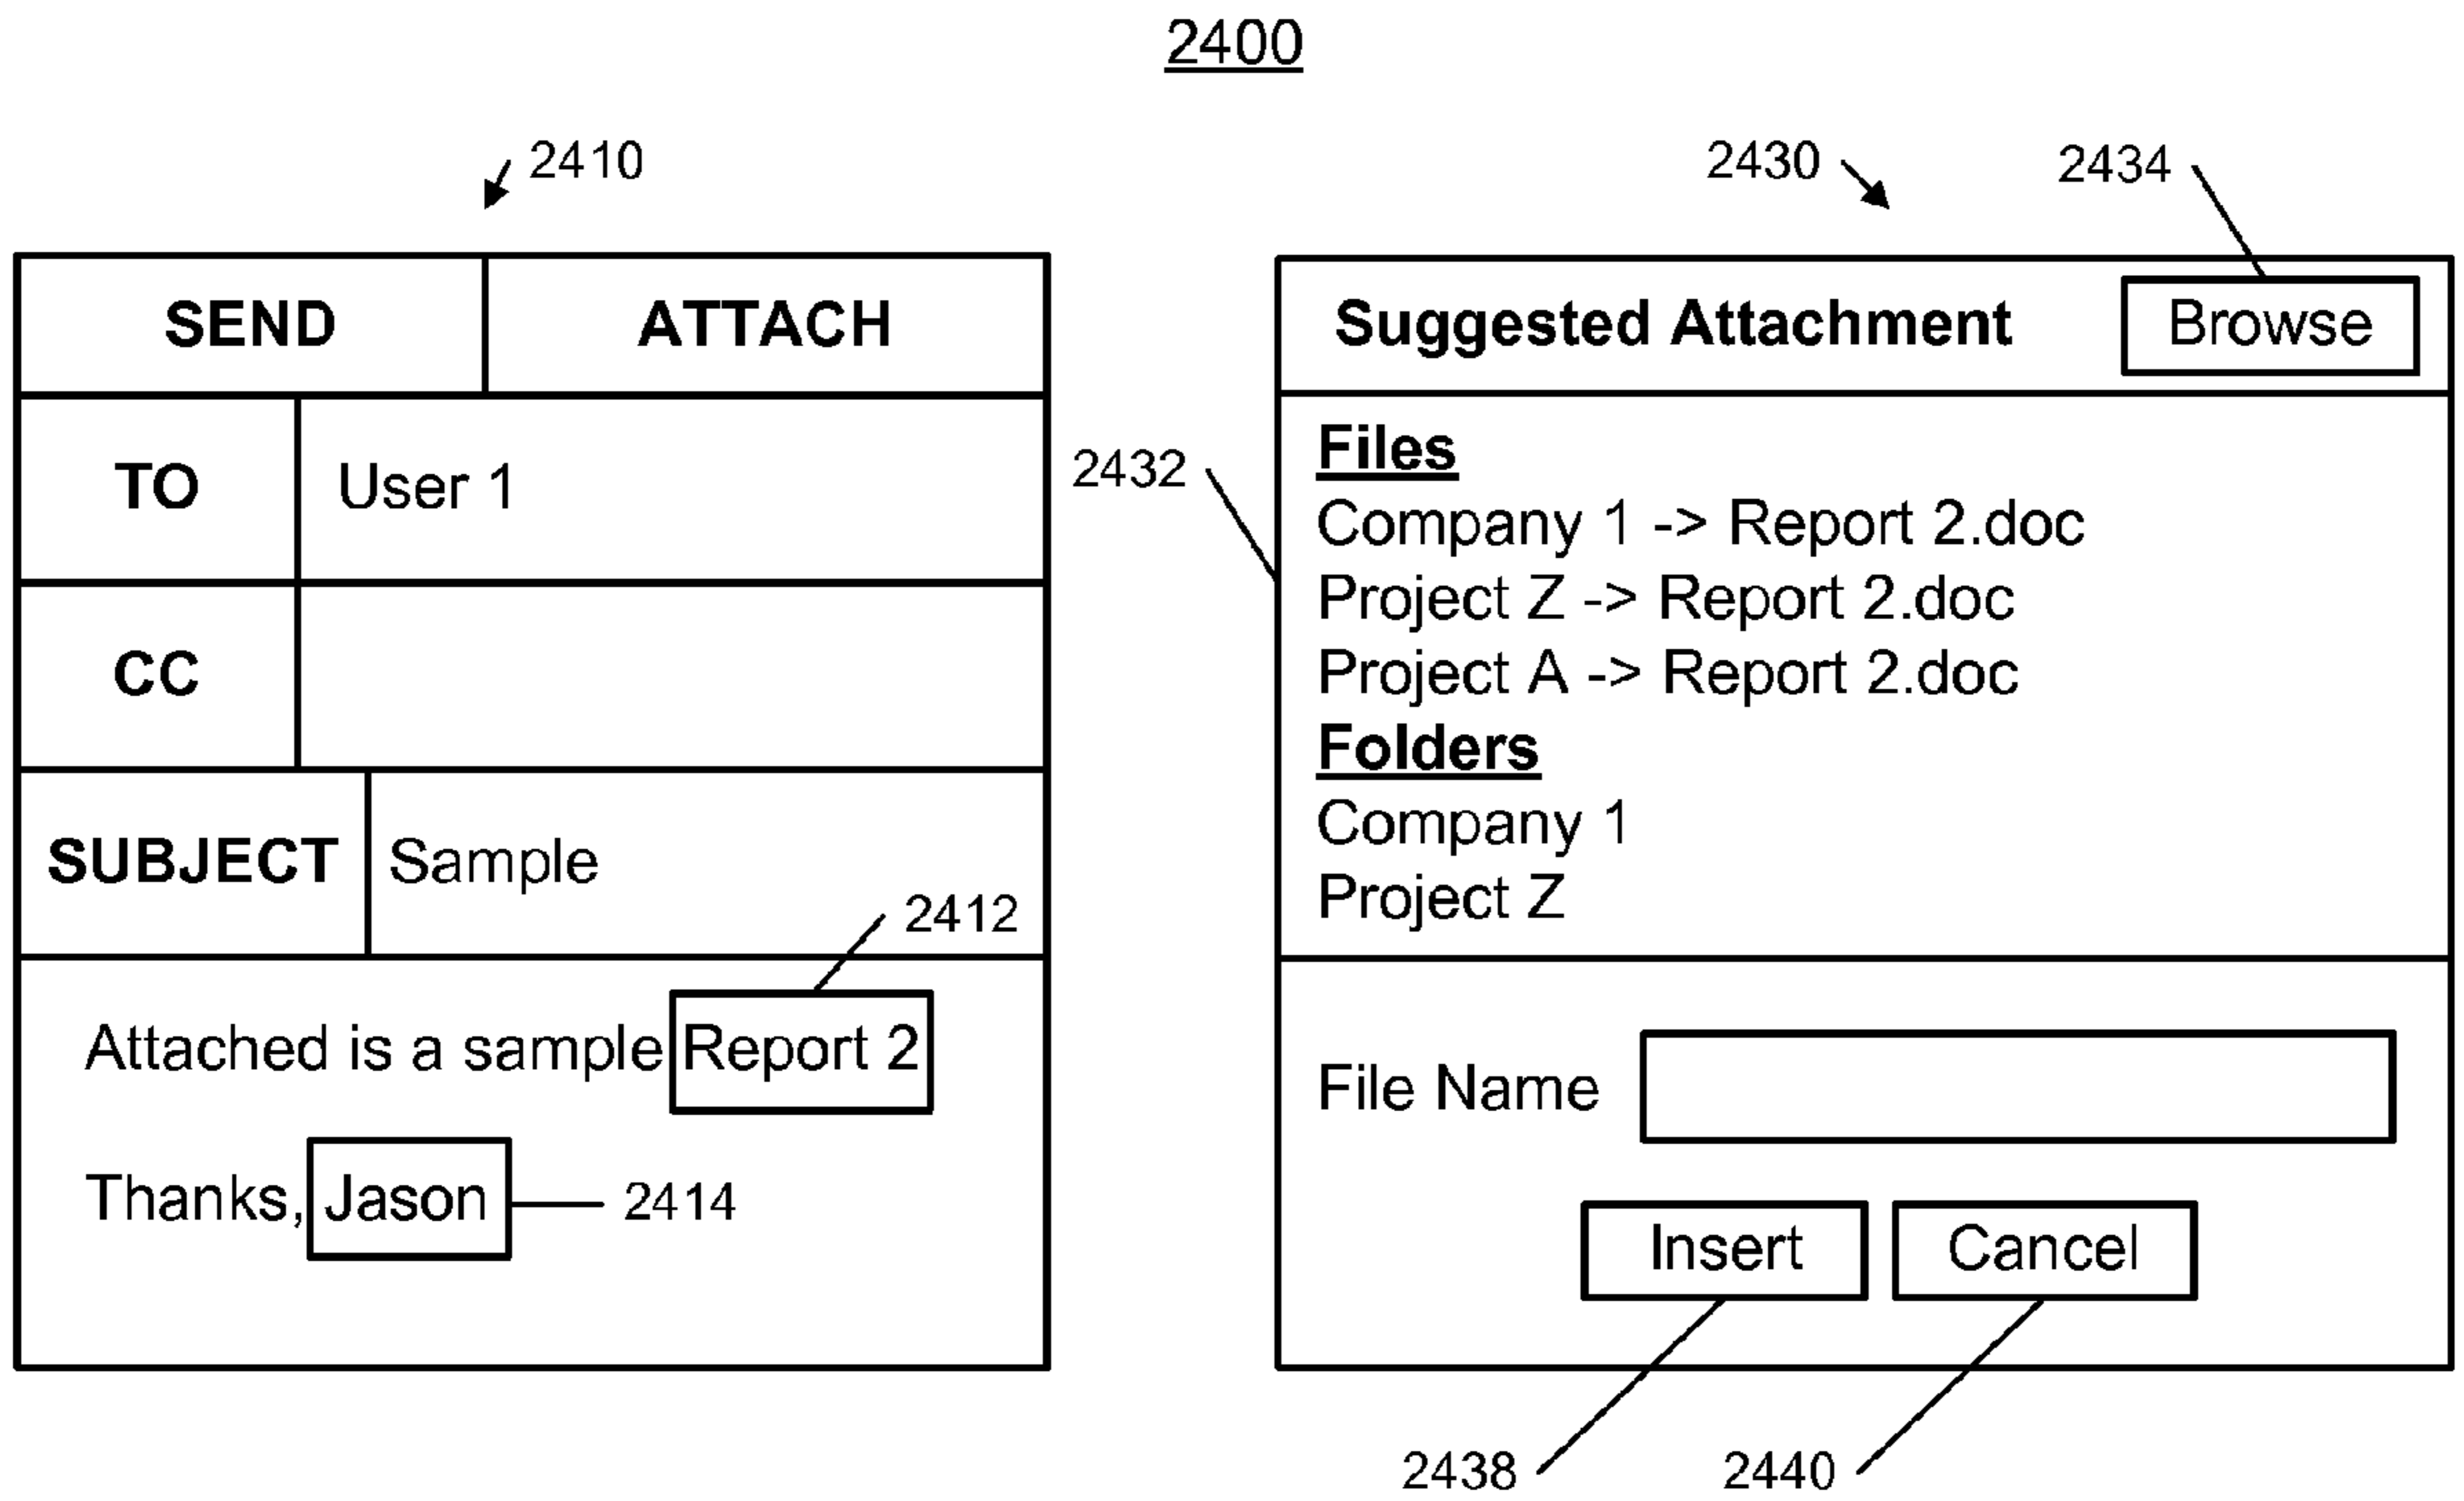 2400
2410
SEND ATTACH
TO User 1
CC
SUBJECT Sample
2412
Attached is a sample Report 2
Thanks, Jason 2414
2430 2434
Suggested Attachment Browse
2432
Files
Company 1 -> Report 2.doc
Project Z -> Report 2.doc
Project A -> Report 2.doc
Folders
Company 1
Project Z
File Name
Insert Cancel
2438 2440